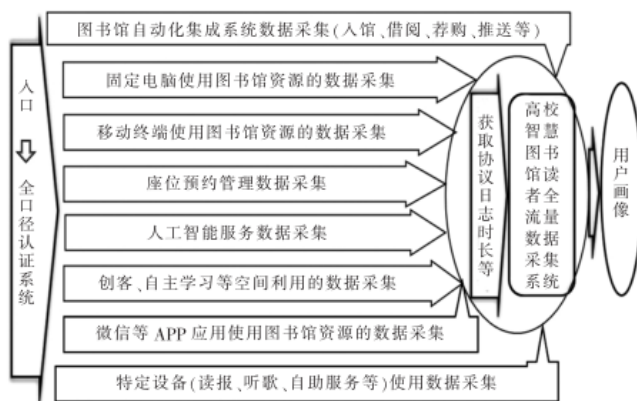 图书馆自动化集成系统数据采集(入馆、借阅、荐购、推送等)
固定电脑使用图书馆资源的数据采集
移动终端使用图书馆资源的数据采集
座位预约管理数据采集
人工智能服务数据采集
创客、自主学习等空间利用的数据采集
微信等APP应用使用图书馆资源的数据采集
特定设备(读报、听歌、自助服务等)使用数据采集
入口
全口径认证系统
获取协议日志时长等
高校
智慧
图书
馆读
者全
流量
数据
采集
系统
用户画像